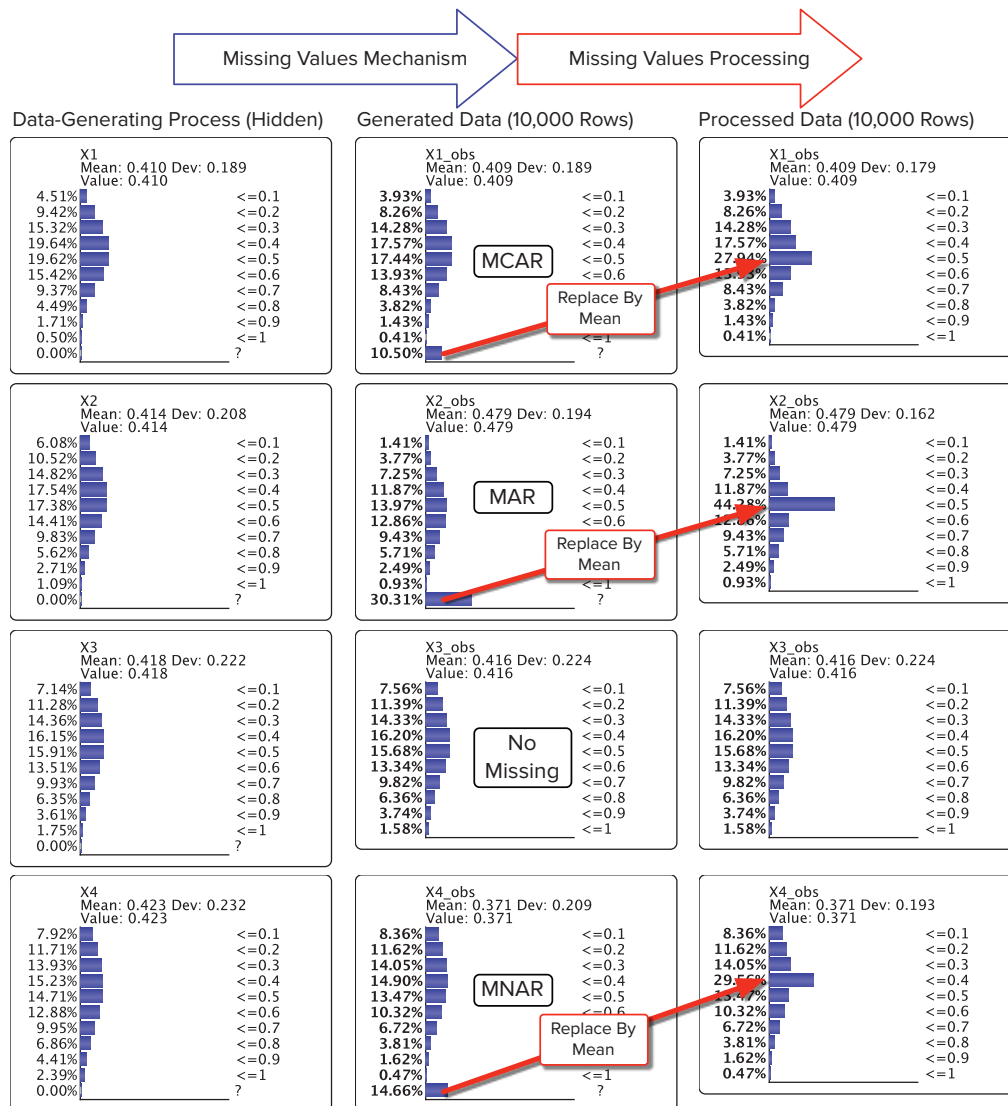 Missing Values Mechanism
Missing Values Processing
Data-Generating Process (Hidden)
Generated Data (10,000 Rows)
Processed Data (10,000 Rows)
X1
Mean: 0.410 Dev: 0.189
Value: 0.410
4.51% <=0.1
9.42% <=0.2
15.32% <=0.3
19.64% <=0.4
19.62% <=0.5
15.42% <=0.6
9.37% <=0.7
4.49% <=0.8
1.71% <=0.9
0.50% <=1
0.00% ?
X1_obs
Mean: 0.409 Dev: 0.189
Value: 0.409
3.93% <=0.1
8.26% <=0.2
14.28% <=0.3
17.57% <=0.4
17.44% <=0.5
13.93% <=0.6
8.43%
3.82%
1.43%
0.41% <=1
10.50% ?
MCAR
Replace By
Mean
X1_obs
Mean: 0.409 Dev: 0.179
Value: 0.409
3.93% <=0.1
8.26% <=0.2
14.28% <=0.3
17.57% <=0.4
27.94% <=0.5
<=0.6
8.43% <=0.7
3.82% <=0.8
1.43% <=0.9
0.41% <=1
X2
Mean: 0.414 Dev: 0.208
Value: 0.414
6.08% <=0.1
10.52% <=0.2
14.82% <=0.3
17.54% <=0.4
17.38% <=0.5
14.41% <=0.6
9.83% <=0.7
5.62% <=0.8
2.71% <=0.9
1.09% <=1
0.00% ?
X2_obs
Mean: 0.479 Dev: 0.194
Value: 0.479
1.41% <=0.1
3.77% <=0.2
7.25% <=0.3
11.87% <=0.4
13.97% <=0.5
12.86% <=0.6
9.43%
5.71%
2.49%
0.93% <=1
30.31% ?
MAR
Replace By
Mean
X2_obs
Mean: 0.479 Dev: 0.162
Value: 0.479
1.41% <=0.1
3.77% <=0.2
7.25% <=0.3
11.87% <=0.4
44.28% <=0.5
12.86% <=0.6
9.43% <=0.7
5.71% <=0.8
2.49% <=0.9
0.93% <=1
X3
Mean: 0.418 Dev: 0.222
Value: 0.418
7.14% <=0.1
11.28% <=0.2
14.36% <=0.3
16.15% <=0.4
15.91% <=0.5
13.51% <=0.6
9.93% <=0.7
6.35% <=0.8
3.61% <=0.9
1.75% <=1
0.00% ?
X3_obs
Mean: 0.416 Dev: 0.224
Value: 0.416
7.56% <=0.1
11.39% <=0.2
14.33% <=0.3
16.20% <=0.4
15.68% <=0.5
13.34% <=0.6
9.82% <=0.7
6.36% <=0.8
3.74% <=0.9
1.58% <=1
No
Missing
X3_obs
Mean: 0.416 Dev: 0.224
Value: 0.416
7.56% <=0.1
11.39% <=0.2
14.33% <=0.3
16.20% <=0.4
15.68% <=0.5
13.34% <=0.6
9.82% <=0.7
6.36% <=0.8
3.74% <=0.9
1.58% <=1
X4
Mean: 0.423 Dev: 0.232
Value: 0.423
7.92% <=0.1
11.71% <=0.2
13.93% <=0.3
15.23% <=0.4
14.71% <=0.5
12.88% <=0.6
9.95% <=0.7
6.86% <=0.8
4.41% <=0.9
2.39% <=1
0.00% ?
X4_obs
Mean: 0.371 Dev: 0.209
Value: 0.371
8.36% <=0.1
11.62% <=0.2
14.05% <=0.3
14.90% <=0.4
13.47% <=0.5
10.32% <=0.6
6.72%
3.81%
1.62%
0.47% <=1
14.66% ?
MNAR
Replace By
Mean
X4_obs
Mean: 0.371 Dev: 0.193
Value: 0.371
8.36% <=0.1
11.62% <=0.2
14.05% <=0.3
29.56% <=0.4
13.47% <=0.5
10.32% <=0.6
6.72% <=0.7
3.81% <=0.8
1.62% <=0.9
0.47% <=1